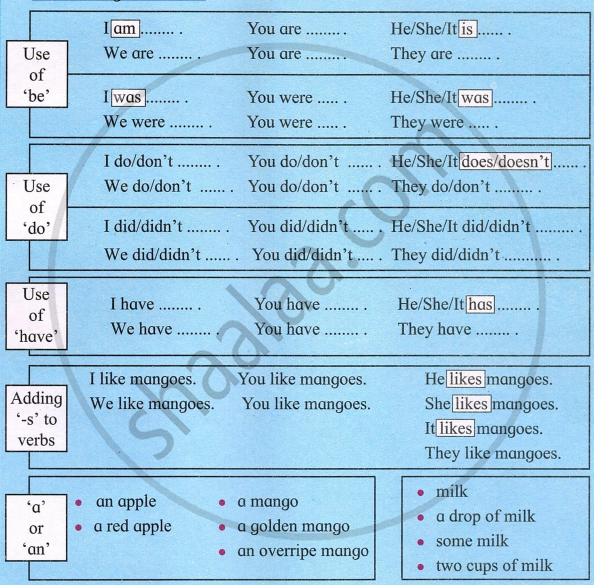 Use of 'be'
I am ........ . You are ........ . He/She/It is ...... .
We are ........ . You are ........ . They are ........ .
I was ........ . You were ..... . He/She/It was ........ .
We were ........ . You were ..... . They were ..... .
Use of 'do'
I do/don't ........ . You do/don't ...... . He/She/It does/doesn't ...... .
We do/don't ...... . You do/don't ...... . They do/don't ......... .
I did/didn't ........ . You did/didn't ..... . He/She/It did/didn't ......... .
We did/didn't ...... . You did/didn't ..... . They did/didn't ............ .
Use of 'have'
I have ........ . You have ........ . He/She/It has ........ .
We have ........ . You have ........ . They have ........ .
Adding '-s' to verbs
I like mangoes. You like mangoes. He likes mangoes.
We like mangoes. You like mangoes. She likes mangoes.
It likes mangoes.
They like mangoes.
'a' or 'an'
• an apple • a mango
• a red apple • a golden mango
• an overripe mango
• milk
• a drop of milk
• some milk
• two cups of milk
shaalaa.com